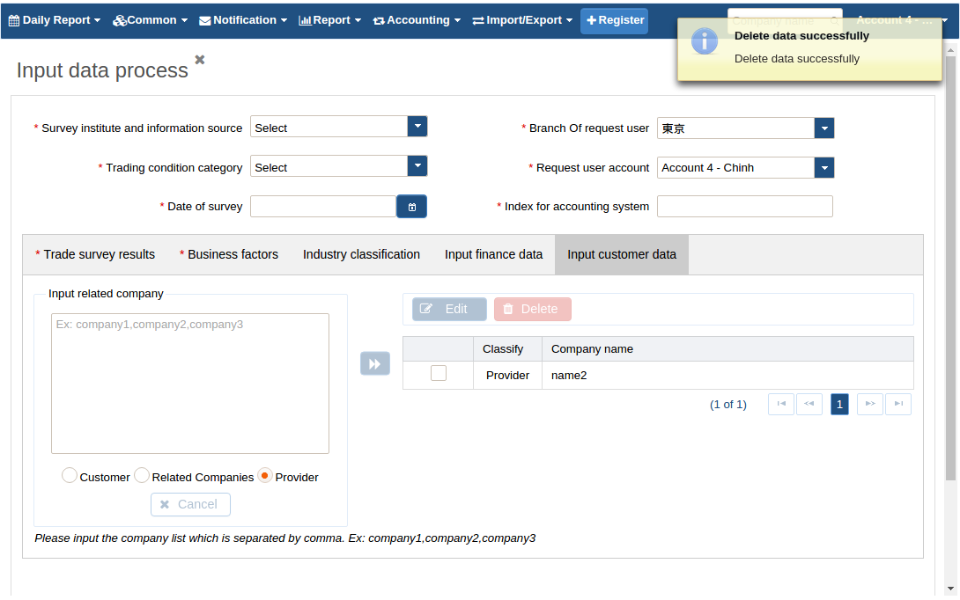 Daily Report Common Notification Report Accounting Import/Export Register
Delete data successfully
Delete data successfully
Input data process
* Survey institute and information source Select * Branch Of request user 東京
* Trading condition category Select * Request user account Account 4 - Chinh
* Date of survey * Index for accounting system
* Trade survey results * Business factors Industry classification Input finance data Input customer data
Input related company
Ex: company1,company2,company3
Edit Delete
Classify Company name
Provider name2
(1 of 1) 1
Customer Related Companies Provider
Cancel
Please input the company list which is separated by comma. Ex: company1,company2,company3